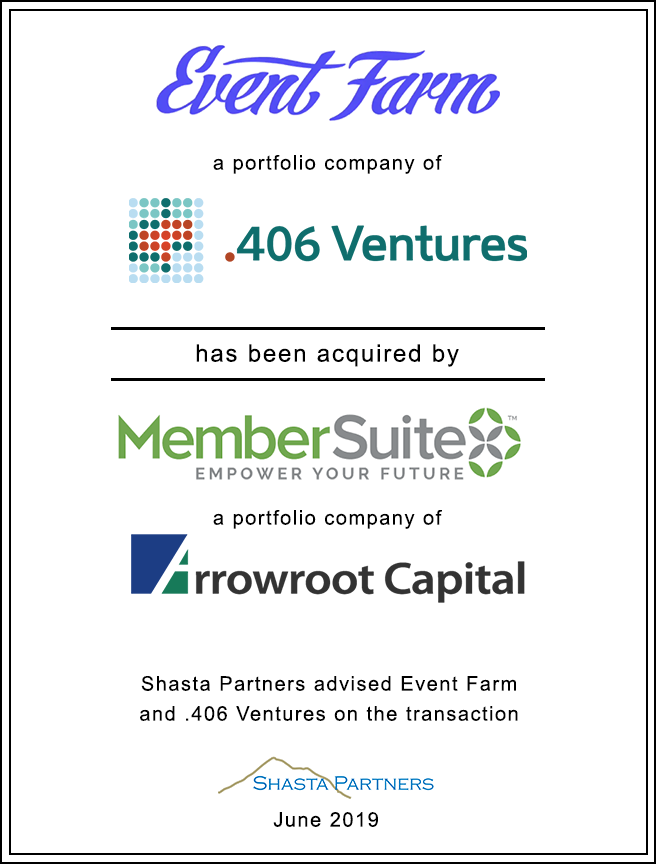 Event Farm
a portfolio company of
.406 Ventures
has been acquired by
MemberSuite™
EMPOWER YOUR FUTURE
a portfolio company of
Arrowroot Capital
Shasta Partners advised Event Farm
and .406 Ventures on the transaction
SHASTA PARTNERS
June 2019